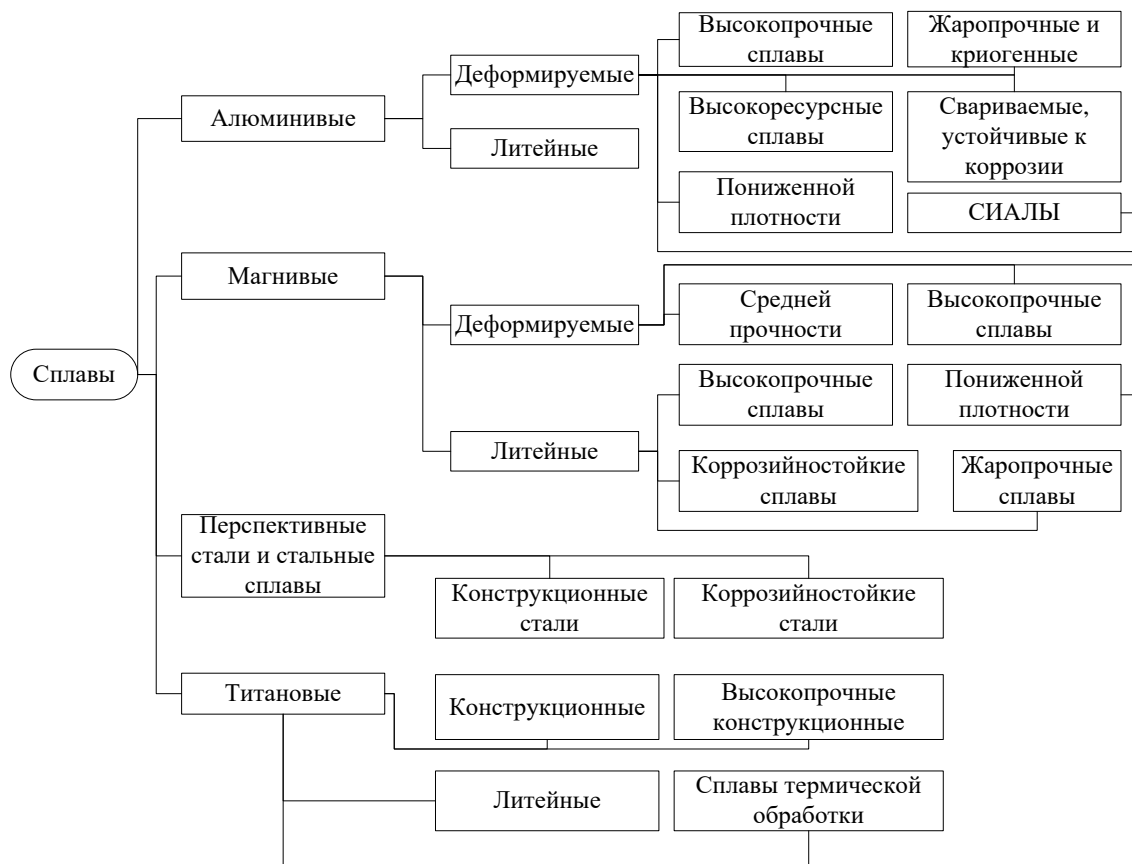 Высокопрочные
сплавы
Жаропрочные и
криогенные
Деформируемые
Алюминивые
Высокоресурсные
сплавы
Свариваемые,
устойчивые к
коррозии
Литейные
Пониженной
плотности
СИАЛЫ
Магнивые
Деформируемые
Средней
прочности
Высокопрочные
сплавы
Сплавы
Высокопрочные
сплавы
Пониженной
плотности
Литейные
Коррозийностойкие
сплавы
Жаропрочные
сплавы
Перспективные
стали и стальные
сплавы
Конструкционные
стали
Коррозийностойкие
стали
Титановые
Конструкционные
Высокопрочные
конструкционные
Литейные
Сплавы термической
обработки